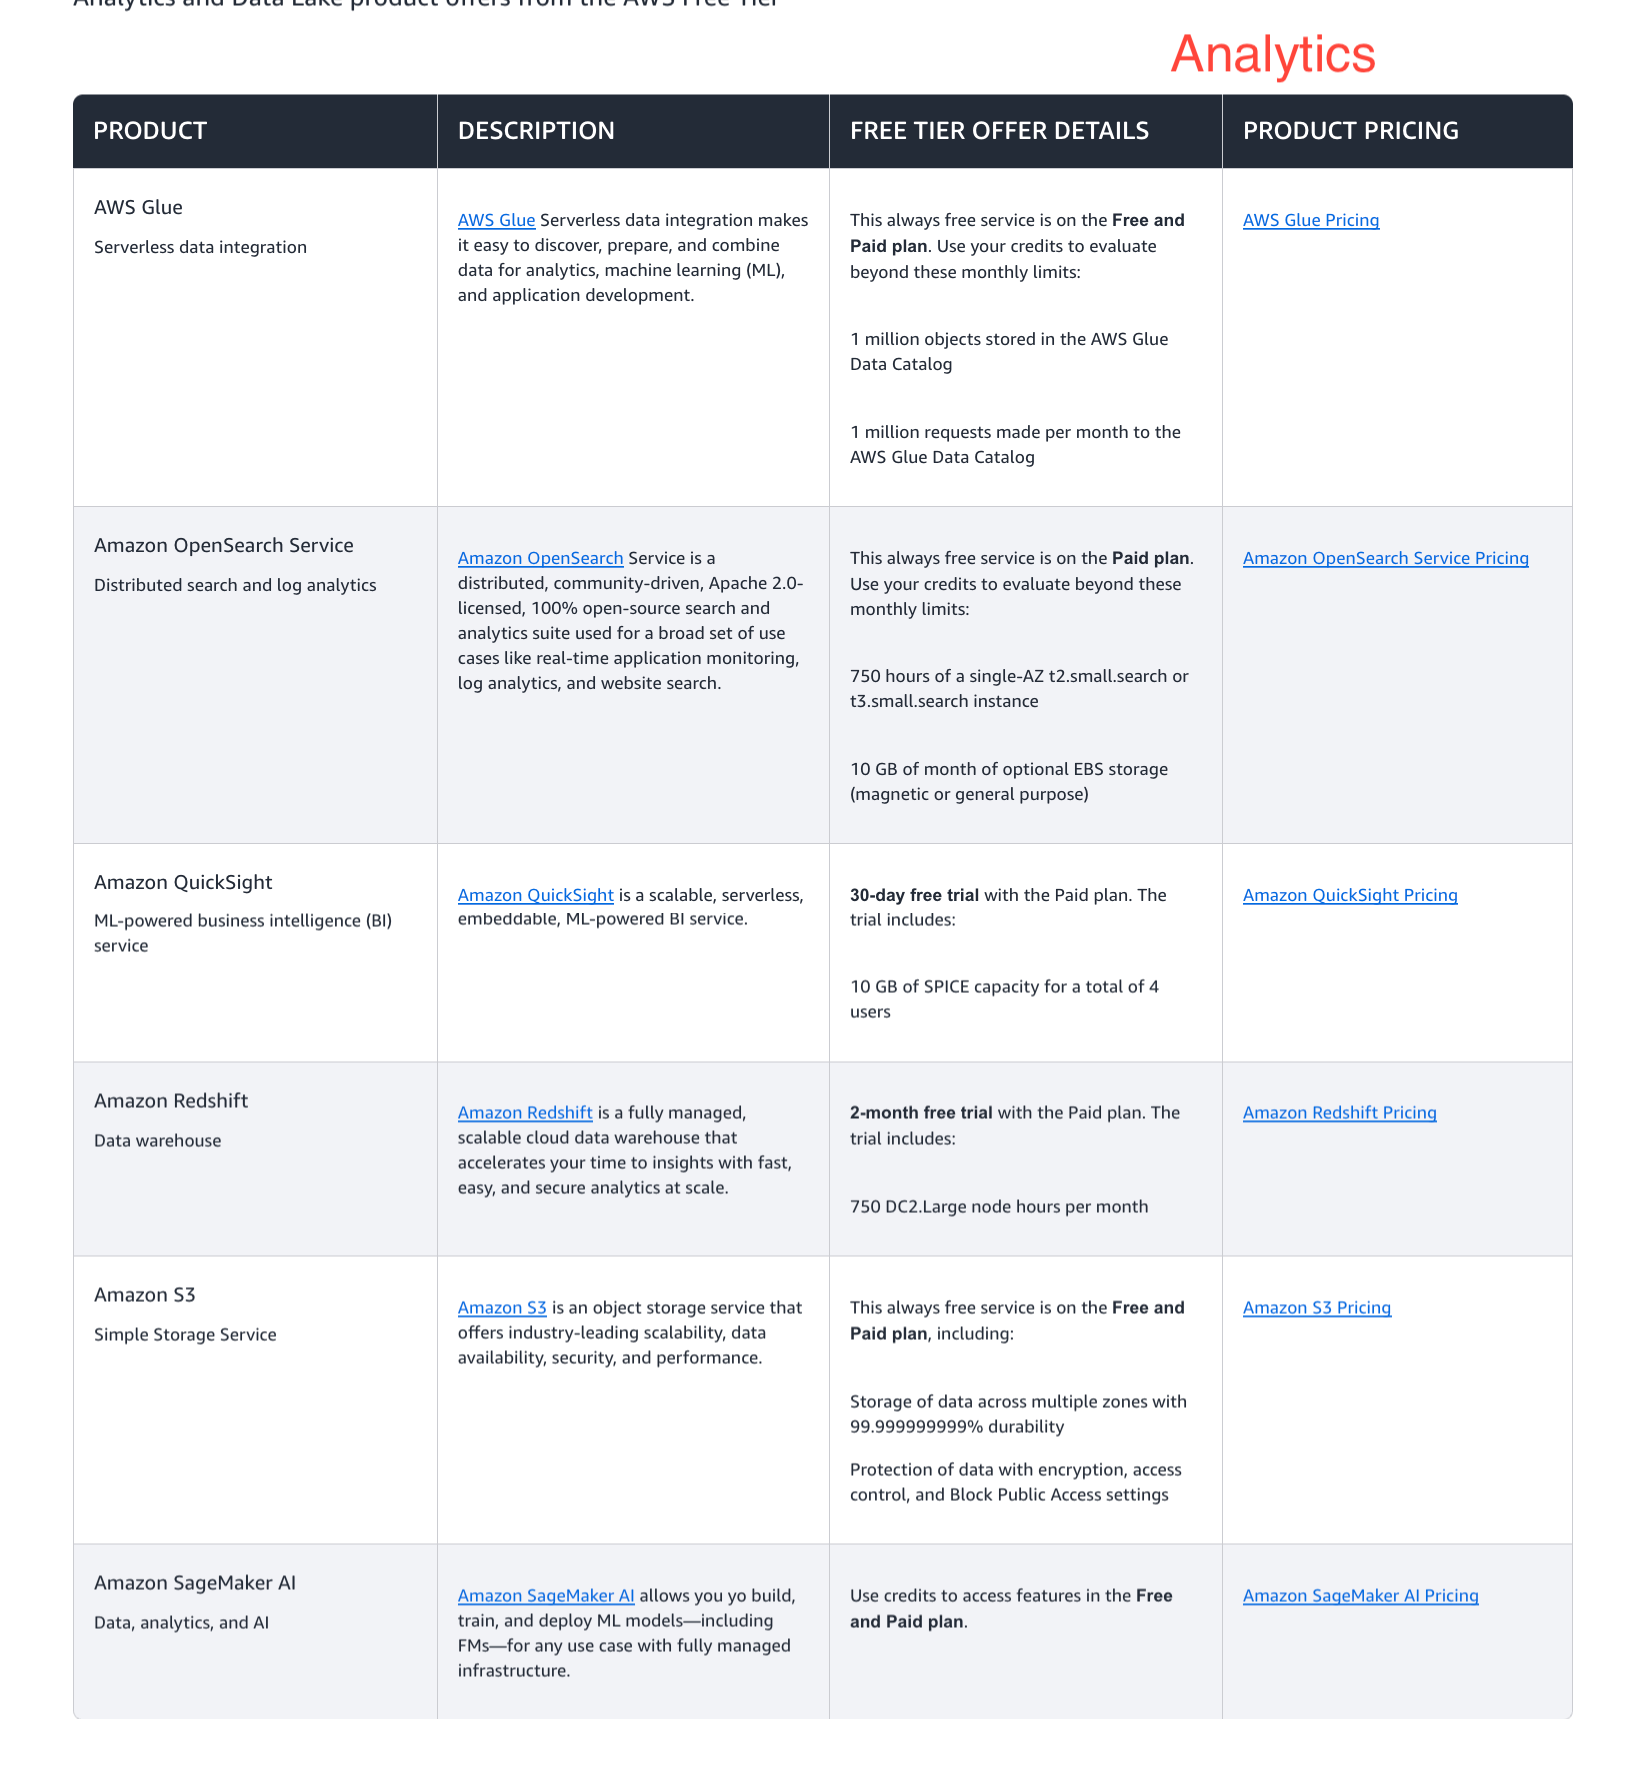 Analytics and Data Lake product offers from the AWS Free Tier
Analytics
PRODUCT
DESCRIPTION
FREE TIER OFFER DETAILS
PRODUCT PRICING
AWS Glue
Serverless data integration
AWS Glue Serverless data integration makes
it easy to discover, prepare, and combine
data for analytics, machine learning (ML),
and application development.
This always free service is on the Free and
Paid plan. Use your credits to evaluate
beyond these monthly limits:
1 million objects stored in the AWS Glue
Data Catalog
1 million requests made per month to the
AWS Glue Data Catalog
AWS Glue Pricing
Amazon OpenSearch Service
Distributed search and log analytics
Amazon OpenSearch Service is a
distributed, community-driven, Apache 2.0-
licensed, 100% open-source search and
analytics suite used for a broad set of use
cases like real-time application monitoring,
log analytics, and website search.
This always free service is on the Paid plan.
Use your credits to evaluate beyond these
monthly limits:
750 hours of a single-AZ t2.small.search or
t3.small.search instance
10 GB of month of optional EBS storage
(magnetic or general purpose)
Amazon OpenSearch Service Pricing
Amazon QuickSight
ML-powered business intelligence (BI)
service
Amazon QuickSight is a scalable, serverless,
embeddable, ML-powered BI service.
30-day free trial with the Paid plan. The
trial includes:
10 GB of SPICE capacity for a total of 4
users
Amazon QuickSight Pricing
Amazon Redshift
Data warehouse
Amazon Redshift is a fully managed,
scalable cloud data warehouse that
accelerates your time to insights with fast,
easy, and secure analytics at scale.
2-month free trial with the Paid plan. The
trial includes:
750 DC2.Large node hours per month
Amazon Redshift Pricing
Amazon S3
Simple Storage Service
Amazon S3 is an object storage service that
offers industry-leading scalability, data
availability, security, and performance.
This always free service is on the Free and
Paid plan, including:
Storage of data across multiple zones with
99.999999999% durability
Protection of data with encryption, access
control, and Block Public Access settings
Amazon S3 Pricing
Amazon SageMaker AI
Data, analytics, and AI
Amazon SageMaker AI allows you yo build,
train, and deploy ML models—including
FMs—for any use case with fully managed
infrastructure.
Use credits to access features in the Free
and Paid plan.
Amazon SageMaker AI Pricing